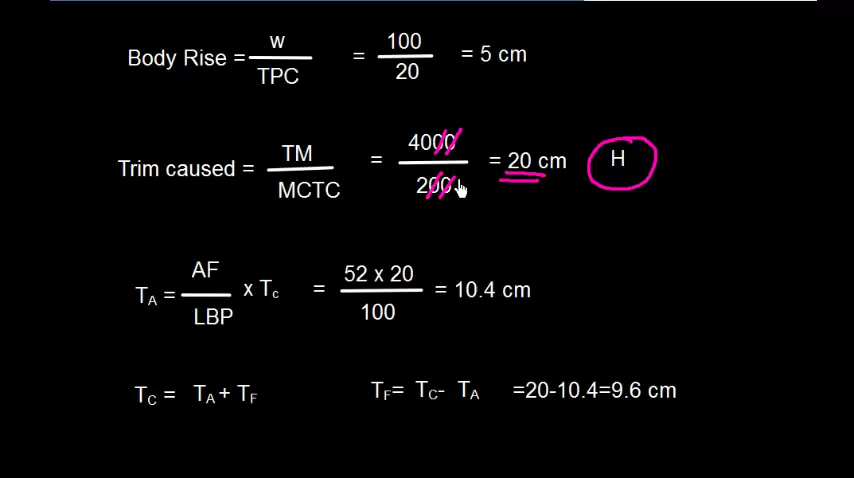 Body Rise = w / TPC = 100 / 20 = 5 cm
Trim caused = TM / MCTC = 4000 / 200 = 20 cm H
TA = AF / LBP x Tc = 52 x 20 / 100 = 10.4 cm
TC = TA + TF TF= TC- TA =20-10.4=9.6 cm